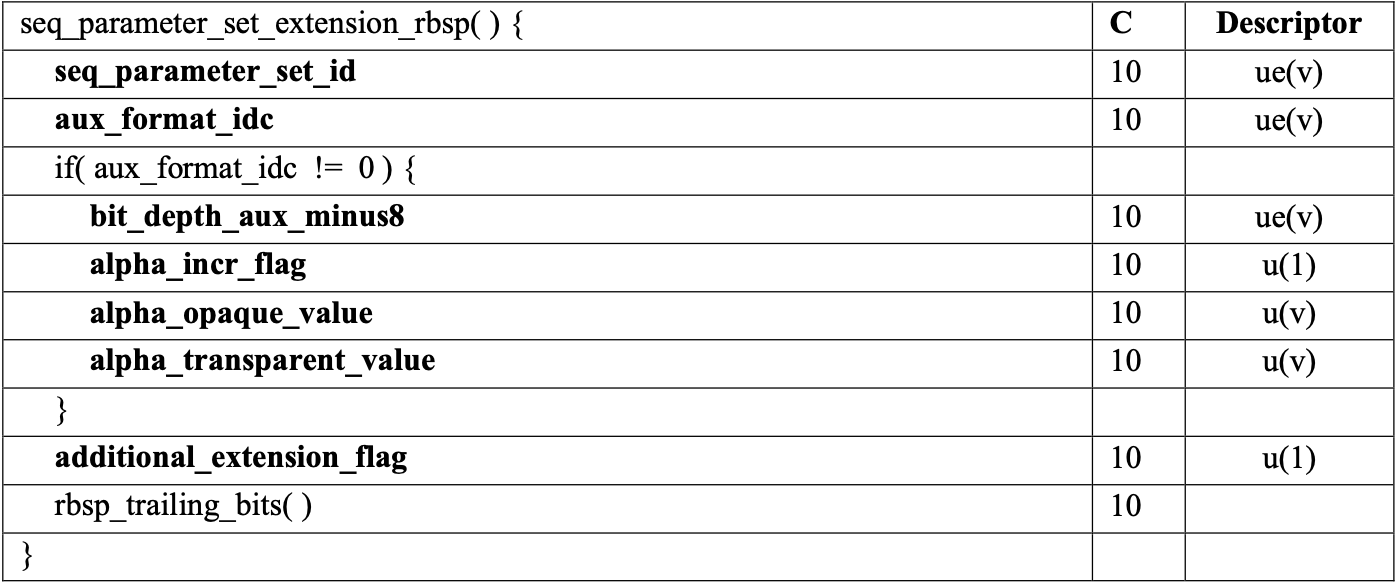 seq_parameter_set_extension_rbsp( ) { C Descriptor
seq_parameter_set_id 10 ue(v)
aux_format_idc 10 ue(v)
if( aux_format_idc != 0 ) {
bit_depth_aux_minus8 10 ue(v)
alpha_incr_flag 10 u(1)
alpha_opaque_value 10 u(v)
alpha_transparent_value 10 u(v)
}
additional_extension_flag 10 u(1)
rbsp_trailing_bits( ) 10
}